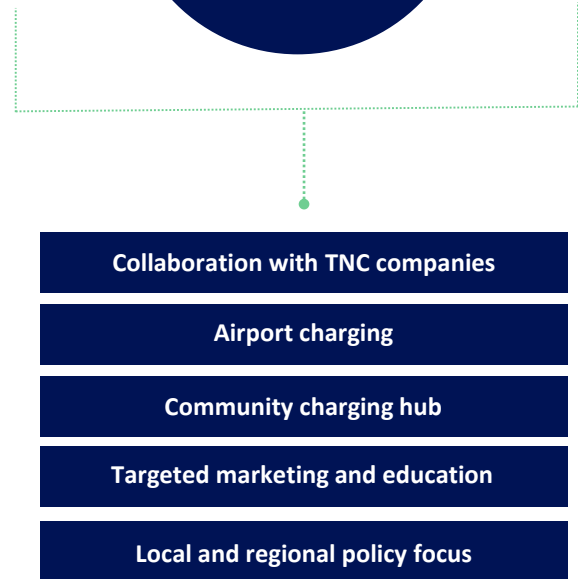 Collaboration with TNC companies
Airport charging
Community charging hub
Targeted marketing and education
Local and regional policy focus